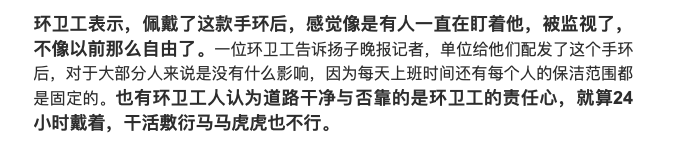 环卫工表示，佩戴了这款手环后，感觉像是有人一直在盯着他，被监视了，
不像以前那么自由了。一位环卫工告诉扬子晚报记者，单位给他们配发了这个手环
后，对于大部分人来说是没有什么影响，因为每天上班时间还有每个人的保洁范围都
是固定的。也有环卫工人认为道路干净与否靠的是环卫工的责任心，就算24
小时戴着，干活敷衍马马虎虎也不行。